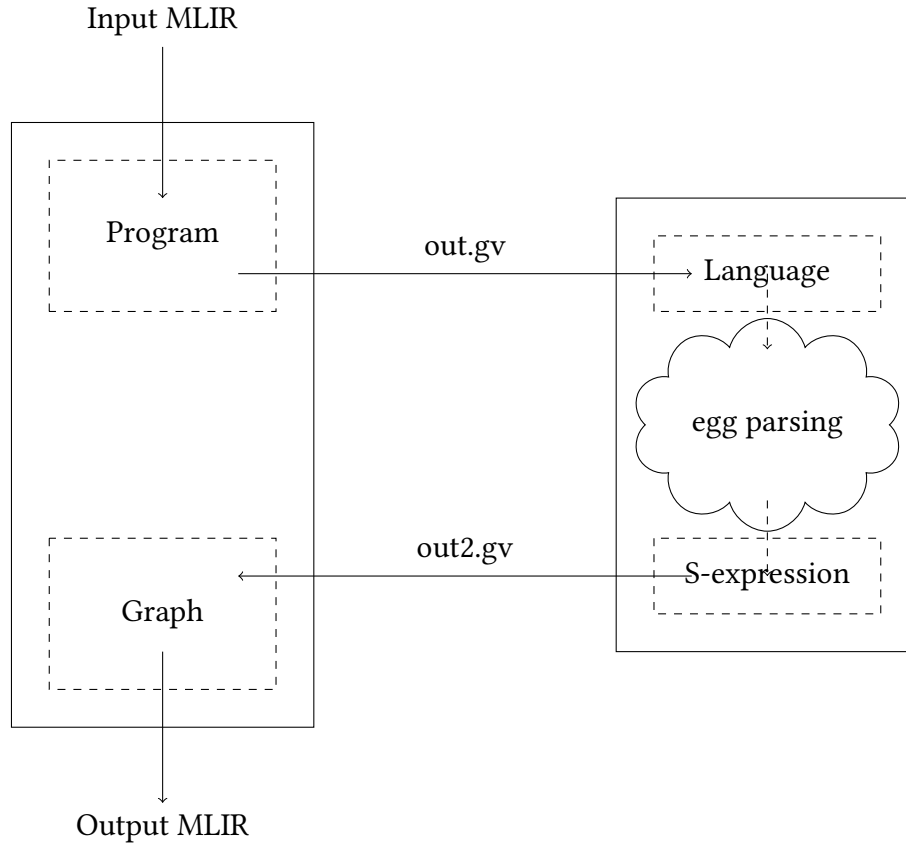 Input MLIR
Program
out.gv
Language
egg parsing
out2.gv
S-expression
Graph
Output MLIR